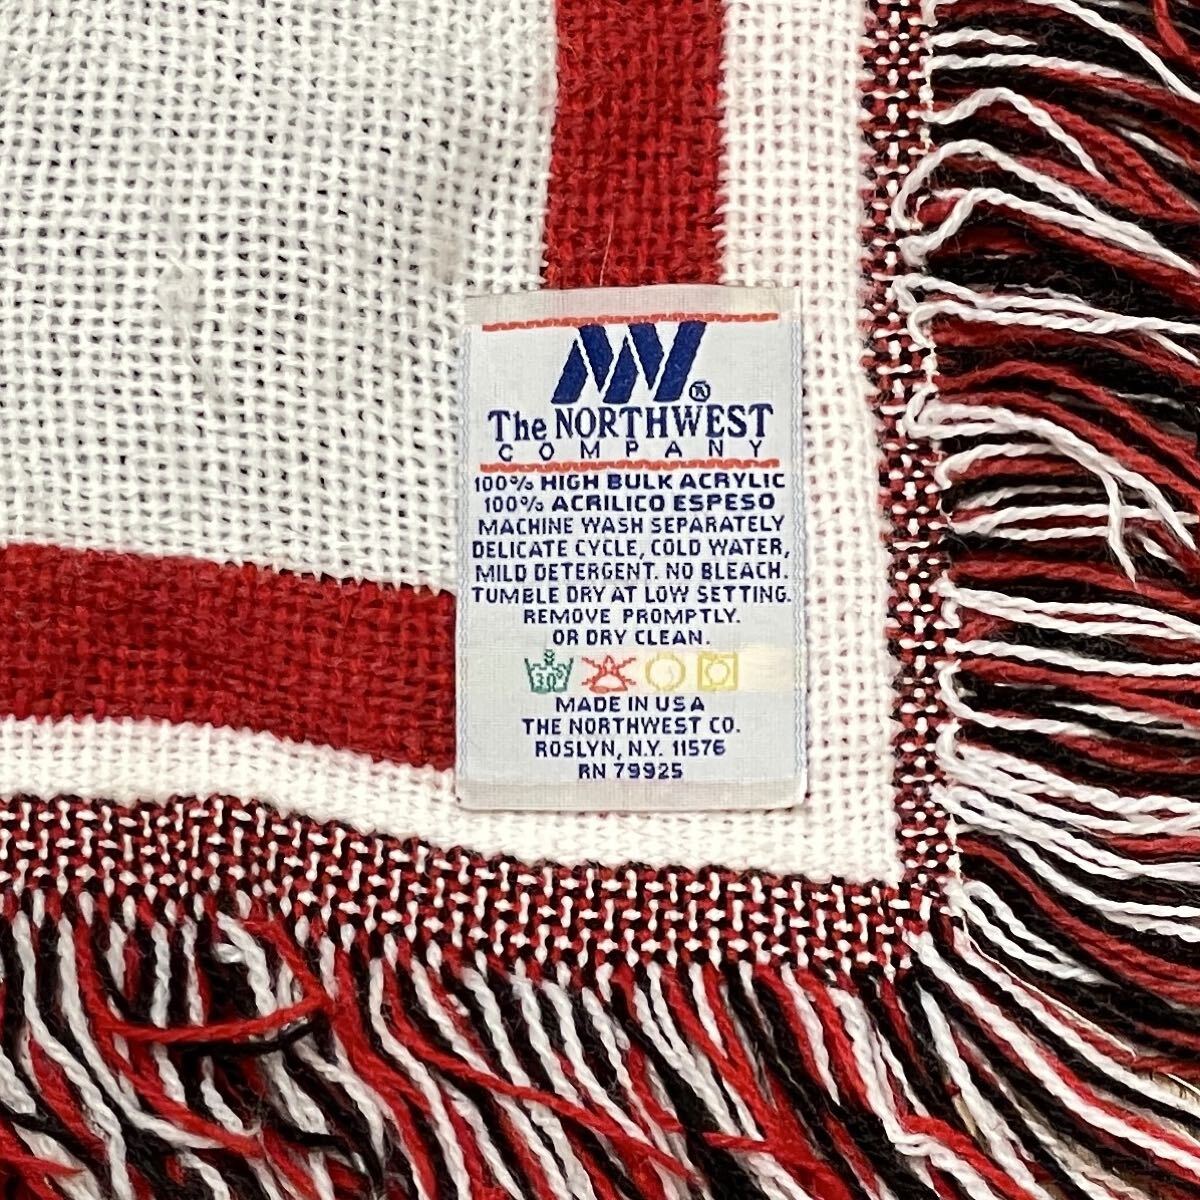 The NORTHWEST®
COMPANY
100% HIGH BULK ACRYLIC
100% ACRILICO ESPESO
MACHINE WASH SEPARATELY
DELICATE CYCLE, COLD WATER,
MILD DETERGENT. NO BLEACH.
TUMBLE DRY AT LOW SETTING.
REMOVE PROMPTLY.
OR DRY CLEAN.
30°
MADE IN USA
THE NORTHWEST CO.
ROSLYN, N.Y. 11576
RN 79925